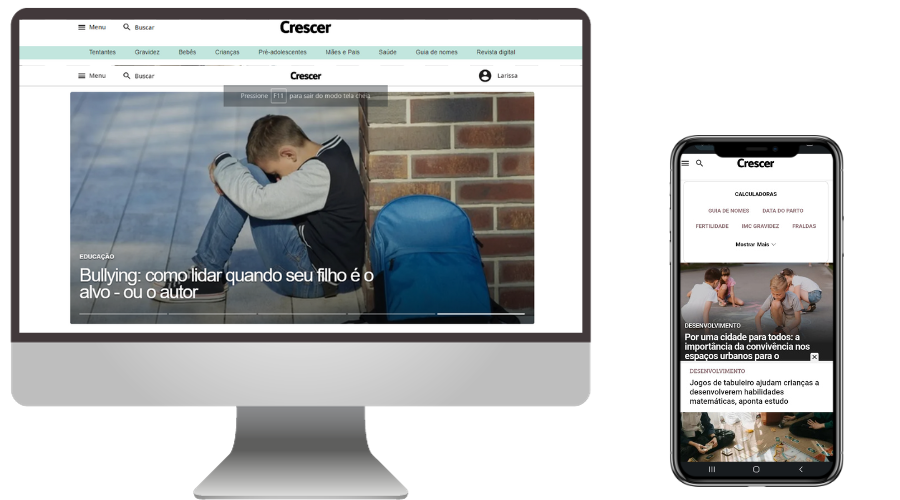 Menu Buscar Crescer
Tentantes Gravidez Bebês Crianças Pré-adolescentes Mães e Pais Saúde Guia de nomes Revista digital
Menu Buscar Crescer Larissa
Pressione F11 para sair do modo tela cheia
EDUCAÇÃO
Bullying: como lidar quando seu filho é o
alvo - ou o autor
Crescer
CALCULADORAS
GUIA DE NOMES DATA DO PARTO
FERTILIDADE IMC GRAVIDEZ FRALDAS
Mostrar Mais
DESENVOLVIMENTO
Por uma cidade para todos: a
importância da convivência nos
espaços urbanos para o
DESENVOLVIMENTO
Jogos de tabuleiro ajudam crianças a
desenvolverem habilidades
matemáticas, aponta estudo